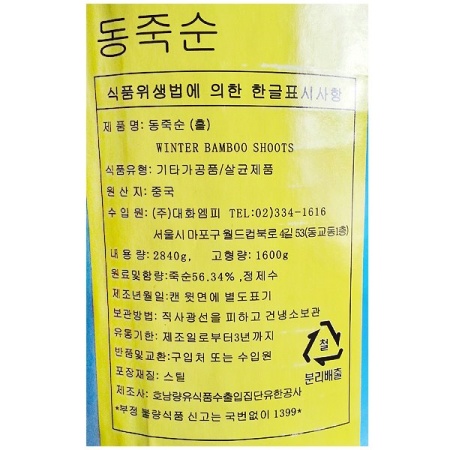 동죽순
식품위생법에 의한 한글표시사항
제 품 명: 동죽순 (홀)
WINTER BAMBOO SHOOTS
식품유형: 기타가공품/살균제품
원 산 지: 중국
수 입 원: (주)대화엠피 TEL:02)334-1616
서울시 마포구 월드컵북로 4길 53(동교동1층)
내 용 량: 2840g, 고형량: 1600g
원료및함량: 죽순56.34% ,정제수
제조년월일: 캔 윗면에 별도표기
보관방법: 직사광선을 피하고 건냉소보관
유통기한: 제조일로부터3년까지
반품및교환: 구입처 또는 수입원
포장재질: 스틸
제조사: 호남량유식품수출입집단유한공사
*부정 불량식품 신고는 국번없이 1399*
철
분리배출